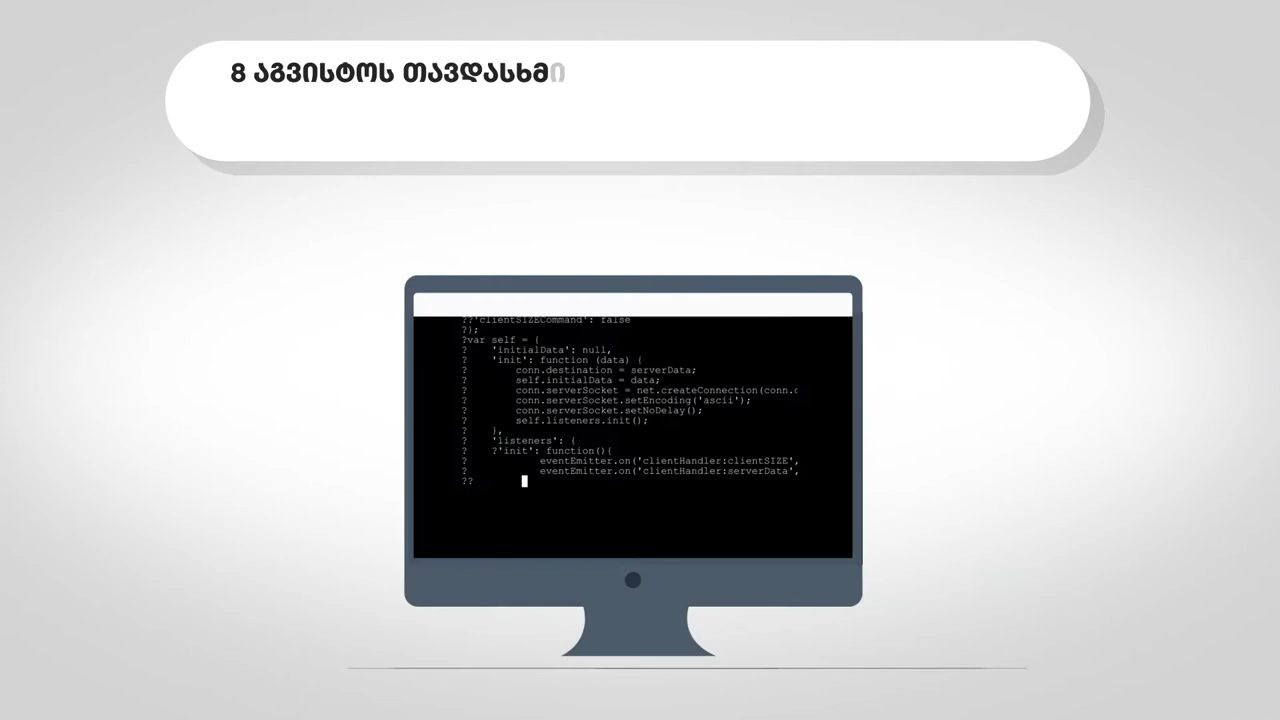 8 აგვისტოს თავდასხმი
??'clientSIZECommand': false
?};
?var self = {
?    'initialData': null,
?    'init': function (data) {
?        conn.destination = serverData;
?        self.initialData = data;
?        conn.serverSocket = net.createConnection(conn.
?        conn.serverSocket.setEncoding('ascii');
?        conn.serverSocket.setNoDelay();
?        self.listeners.init();
?    },
?    'listeners': {
?    ?'init': function(){
?            eventEmitter.on('clientHandler:clientSIZE',
?            eventEmitter.on('clientHandler:serverData',
??